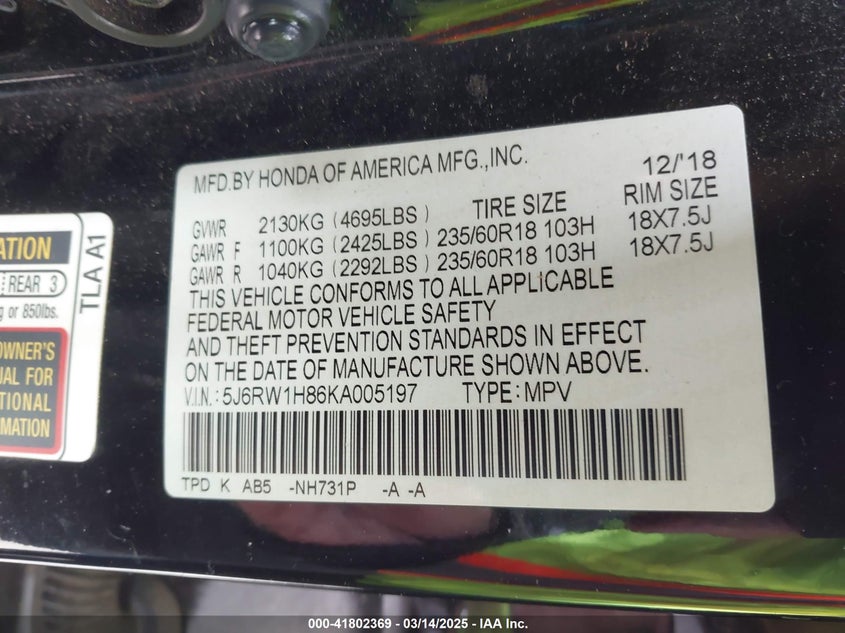 MFD.BY HONDA OF AMERICA MFG.,INC. 12/'18
GVWR 2130KG (4695LBS) TIRE SIZE RIM SIZE
GAWR F 1100KG (2425LBS) 235/60R18 103H 18X7.5J
GAWR R 1040KG (2292LBS) 235/60R18 103H 18X7.5J
THIS VEHICLE CONFORMS TO ALL APPLICABLE
FEDERAL MOTOR VEHICLE SAFETY
AND THEFT PREVENTION STANDARDS IN EFFECT
ON THE DATE OF MANUFACTURE SHOWN ABOVE.
V.I.N.: 5J6RW1H86KA005197 TYPE: MPV
TPD K AB5 -NH731P -A -A
ATION
REAR 3
g or 850lbs.
OWNER'S
UAL FOR
TIONAL
RMATION
TLA A1
000-41802369 - 03/14/2025 - IAA Inc.